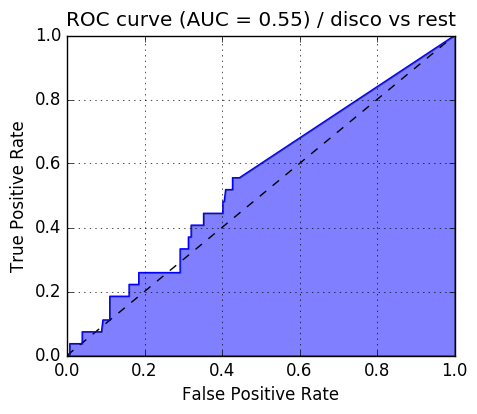 ROC curve (AUC = 0.55) / disco vs rest
1.0
0.8
0.6
0.4
0.2
0.0
True Positive Rate
0.0 0.2 0.4 0.6 0.8 1.0
False Positive Rate